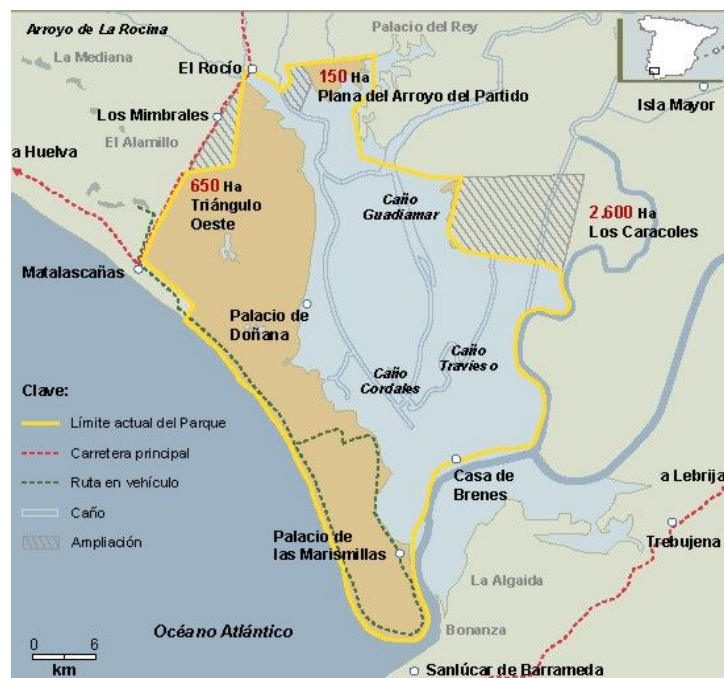 Arroyo de La Rocina
Palacio del Rey
La Mediana
El Rocío
150 Ha
Plana del Arroyo del Partido
Isla Mayor
Los Mimbrales
El Alamillo
a Huelva
650 Ha
Triángulo
Oeste
Caño
Guadiamar
2.600 Ha
Los Caracoles
Matalascañas
Palacio de
Doñana
Caño
Travieso
Caño
Cordales
Clave:
Límite actual del Parque
Carretera principal
Ruta en vehículo
Caño
Ampliación
Casa de
Brenes
a Lebrija
Trebujena
Palacio de
las Marismillas
La Algaida
Océano Atlántico
Bonanza
0 6
km
Sanlúcar de Barrameda